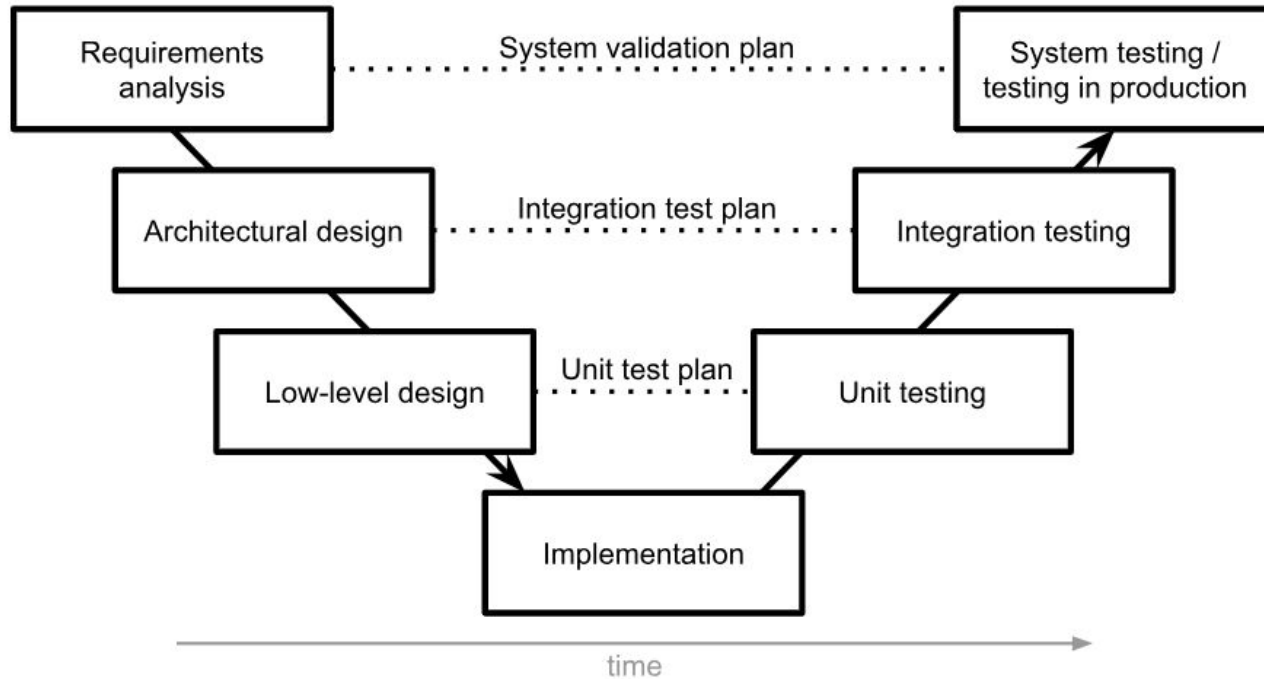 Requirements
analysis
System validation plan
System testing /
testing in production
Architectural design
Integration test plan
Integration testing
Low-level design
Unit test plan
Unit testing
Implementation
time